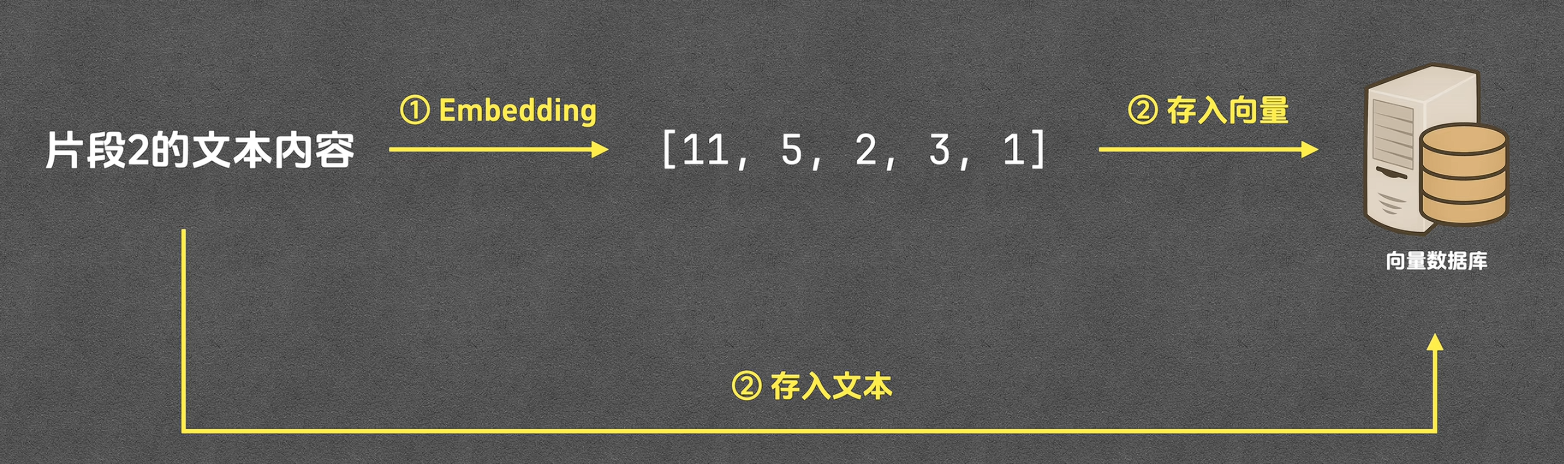 ① Embedding
② 存入向量
片段2的文本内容
[11, 5, 2, 3, 1]
向量数据库
② 存入文本